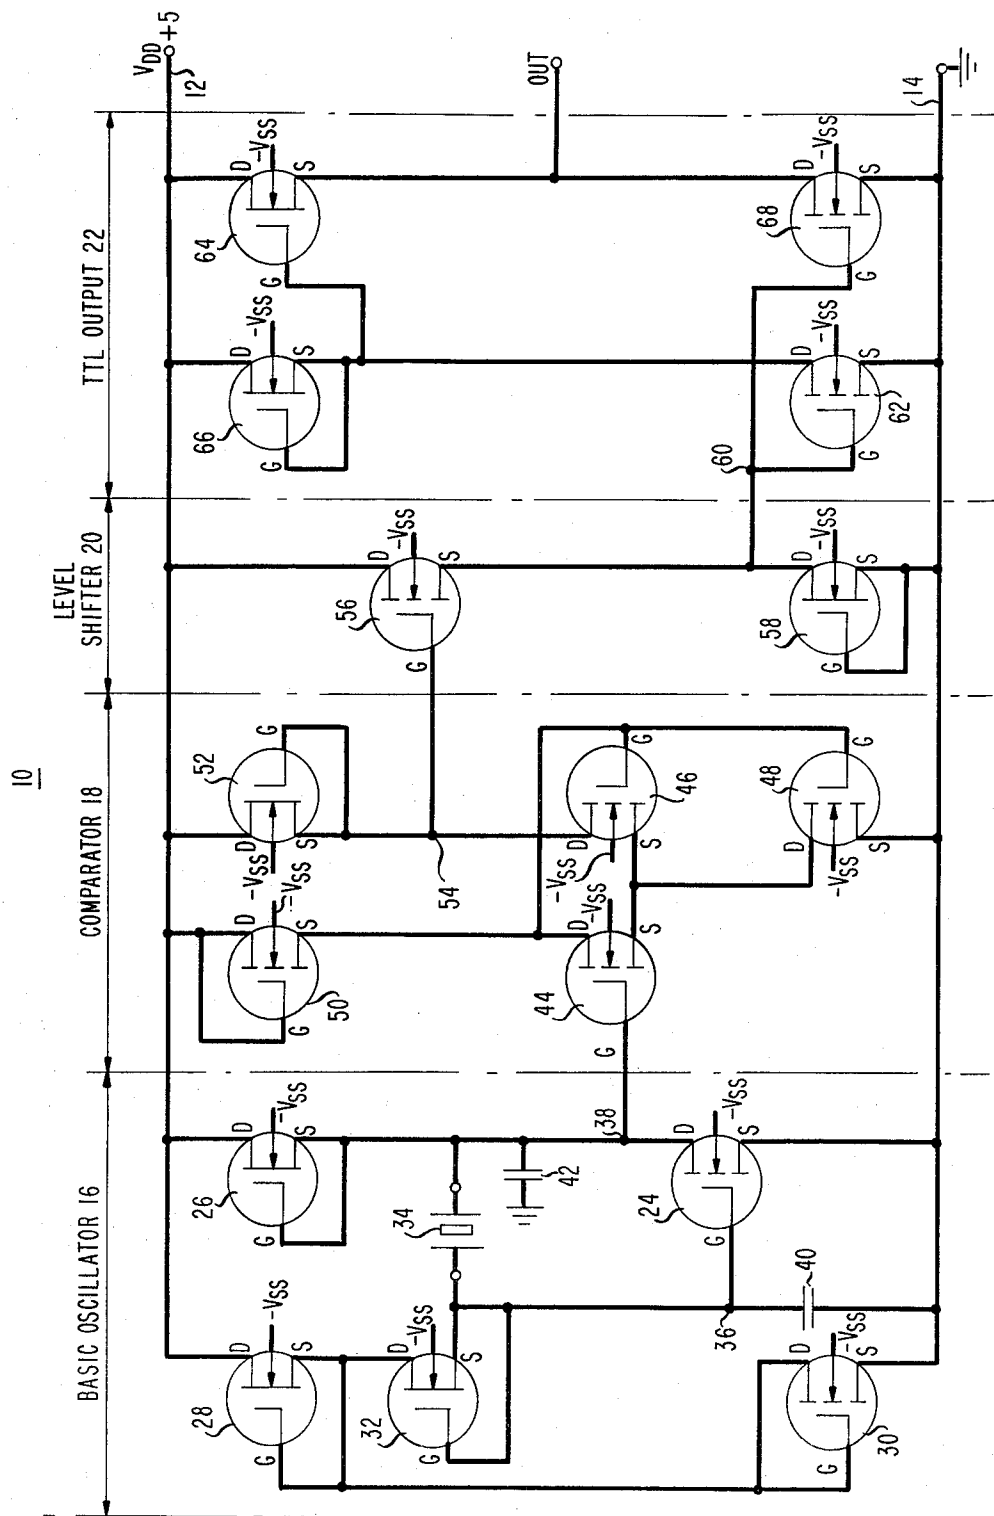 10
BASIC OSCILLATOR 16
COMPARATOR 18
LEVEL
SHIFTER 20
TTL OUTPUT 22
VDD +5
12
OUT
14
28
G
D
S
-VSS
32
G
S
-VSS
30
G
D
S
-VSS
26
G
D
S
-VSS
34
42
38
36
40
24
G
D
S
-VSS
50
G
D
S
-VSS
52
G
D
S
-VSS
54
44
G
D
S
-VSS
46
G
D
S
-VSS
48
G
D
S
-VSS
56
G
D
S
-VSS
58
G
D
S
-VSS
60
66
G
D
S
-VSS
62
G
D
S
-VSS
64
G
D
S
-VSS
68
G
D
S
-VSS